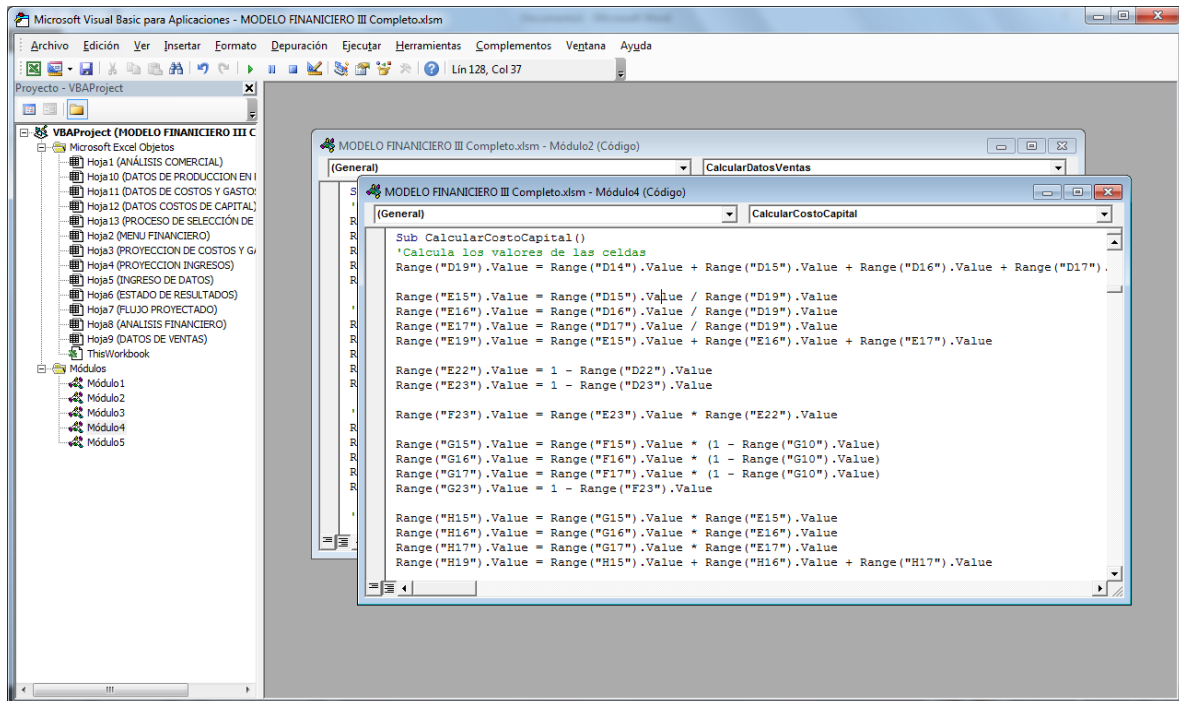 Microsoft Visual Basic para Aplicaciones - MODELO FINANICIERO III Completo.xlsm
Archivo Edición Ver Insertar Formato Depuración Ejecutar Herramientas Complementos Ventana Ayuda
Lín 128, Col 37
Proyecto - VBAProject
VBAProject (MODELO FINANICIERO III C
Microsoft Excel Objetos
Hoja1 (ANÁLISIS COMERCIAL)
Hoja10 (DATOS DE PRODUCCION EN
Hoja11 (DATOS DE COSTOS Y GASTO
Hoja12 (DATOS COSTOS DE CAPITAL)
Hoja13 (PROCESO DE SELECCIÓN DE
Hoja2 (MENU FINANCIERO)
Hoja3 (PROYECCION DE COSTOS Y G
Hoja4 (PROYECCION INGRESOS)
Hoja5 (INGRESO DE DATOS)
Hoja6 (ESTADO DE RESULTADOS)
Hoja7 (FLUJO PROYECTADO)
Hoja8 (ANALISIS FINANCIERO)
Hoja9 (DATOS DE VENTAS)
ThisWorkbook
Módulos
Módulo1
Módulo2
Módulo3
Módulo4
Módulo5
MODELO FINANICIERO III Completo.xlsm - Módulo2 (Código)
(General) CalcularDatosVentas
MODELO FINANICIERO III Completo.xlsm - Módulo4 (Código)
(General) CalcularCostoCapital
Sub CalcularCostoCapital()
'Calcula los valores de las celdas
Range("D19").Value = Range("D14").Value + Range("D15").Value + Range("D16").Value + Range("D17").
Range("E15").Value = Range("D15").Value / Range("D19").Value
Range("E16").Value = Range("D16").Value / Range("D19").Value
Range("E17").Value = Range("D17").Value / Range("D19").Value
Range("E19").Value = Range("E15").Value + Range("E16").Value + Range("E17").Value
Range("E22").Value = 1 - Range("D22").Value
Range("E23").Value = 1 - Range("D23").Value
Range("F23").Value = Range("E23").Value * Range("E22").Value
Range("G15").Value = Range("F15").Value * (1 - Range("G10").Value)
Range("G16").Value = Range("F16").Value * (1 - Range("G10").Value)
Range("G17").Value = Range("F17").Value * (1 - Range("G10").Value)
Range("G23").Value = 1 - Range("F23").Value
Range("H15").Value = Range("G15").Value * Range("E15").Value
Range("H16").Value = Range("G16").Value * Range("E16").Value
Range("H17").Value = Range("G17").Value * Range("E17").Value
Range("H19").Value = Range("H15").Value + Range("H16").Value + Range("H17").Value